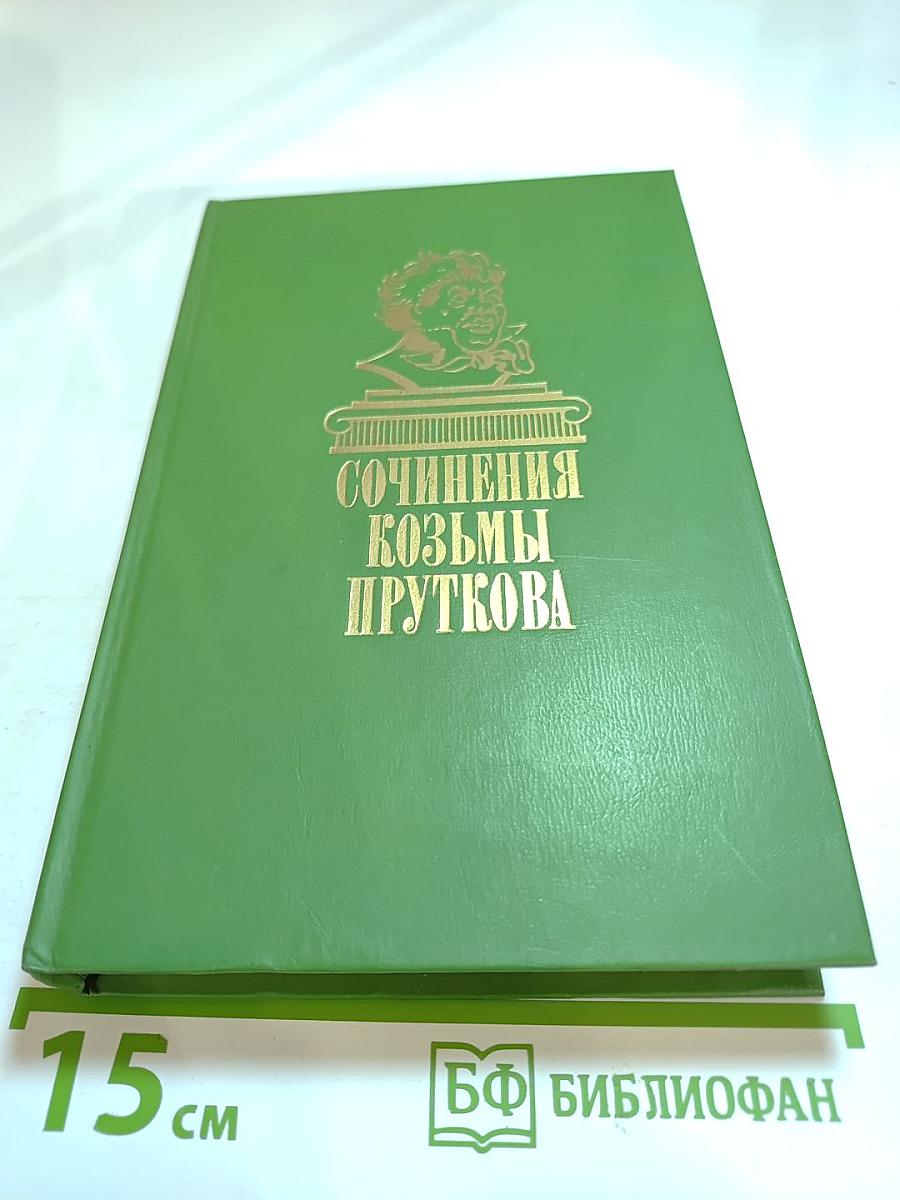 СОЧИНЕНИЯ
КОЗЬМЫ
ПРУТКОВА
15 см
БФ БИБЛИОФАН